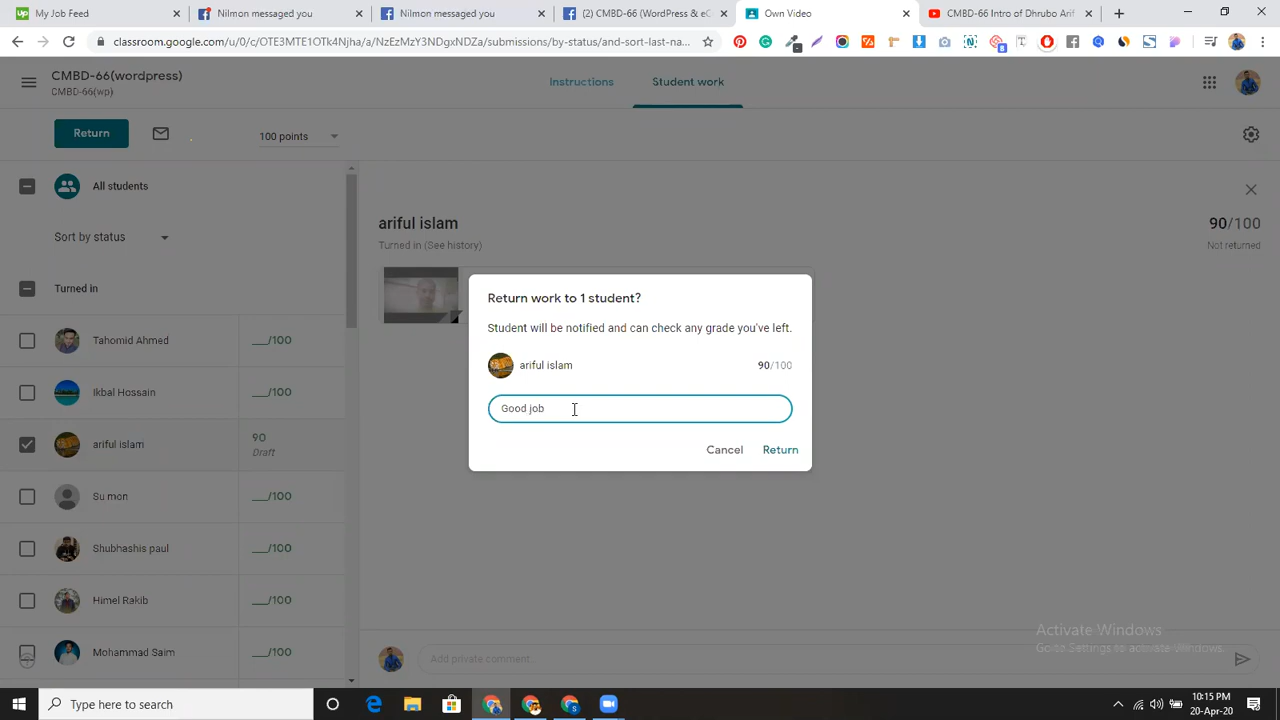 My Job Feed
Nilmon messaged you
Nilmon messaged you
(2) CMBD-66 (WordPress & eC
Own Video
CMBD-66 Intro of Dhrubo Arif
classroom.google.com/u/0/c/OTE3MTE1OTk4Njha/a/NzEzMzY3NDgxNDZa/submissions/by-status/and-sort-last-na...
CMBD-66(wordpress)
CMBD-66(wp)
Instructions
Student work
Return
100 points
All students
Sort by status
Turned in
Tahomid Ahmed
__/100
Ikbal Hossain
__/100
ariful islam
90
Draft
Su mon
__/100
Shubhashis paul
__/100
Himel Rakib
__/100
Mohammad Saim
__/100
ariful islam
90/100
Turned in (See history)
Not returned
Return work to 1 student?
Student will be notified and can check any grade you've left.
ariful islam
90/100
Good job
Cancel
Return
Add private comment...
Activate Windows
Go to Settings to activate Windows.
Type here to search
10:15 PM
20-Apr-20